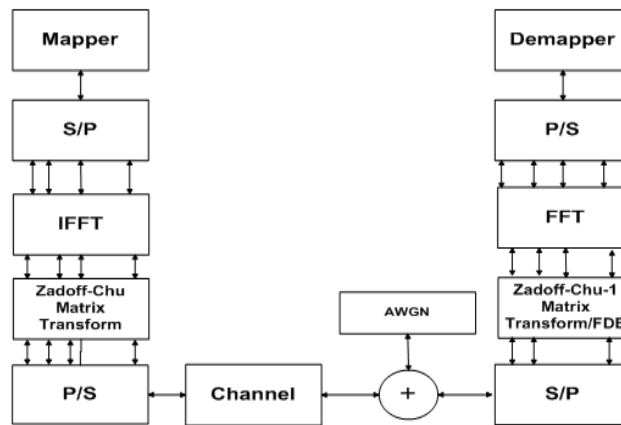 Mapper
S/P
IFFT
Zadoff-Chu
Matrix
Transform
P/S
Channel
AWGN
+
Demapper
P/S
FFT
Zadoff-Chu-1
Matrix
Transform/FDE
S/P